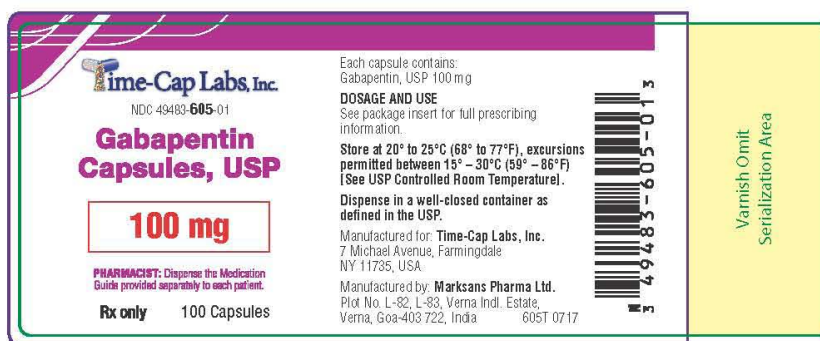 Time-Cap Labs, Inc.
NDC 49483-605-01
Gabapentin
Capsules, USP
100 mg
PHARMACIST: Dispense the Medication
Guide provided separately to each patient.
Rx only 100 Capsules
Each capsule contains:
Gabapentin, USP 100 mg
DOSAGE AND USE
See package insert for full prescribing
information.
Store at 20° to 25°C (68° to 77°F), excursions
permitted between 15° – 30°C (59° – 86°F)
[See USP Controlled Room Temperature].
Dispense in a well-closed container as
defined in the USP.
Manufactured for: Time-Cap Labs, Inc.
7 Michael Avenue, Farmingdale
NY 11735, USA
Manufactured by: Marksans Pharma Ltd.
Plot No. L-82, L-83, Verna Indl. Estate,
Verna, Goa-403 722, India 605T 0717
N 3 49483-605-01 3
Varnish Omit
Serialization Area